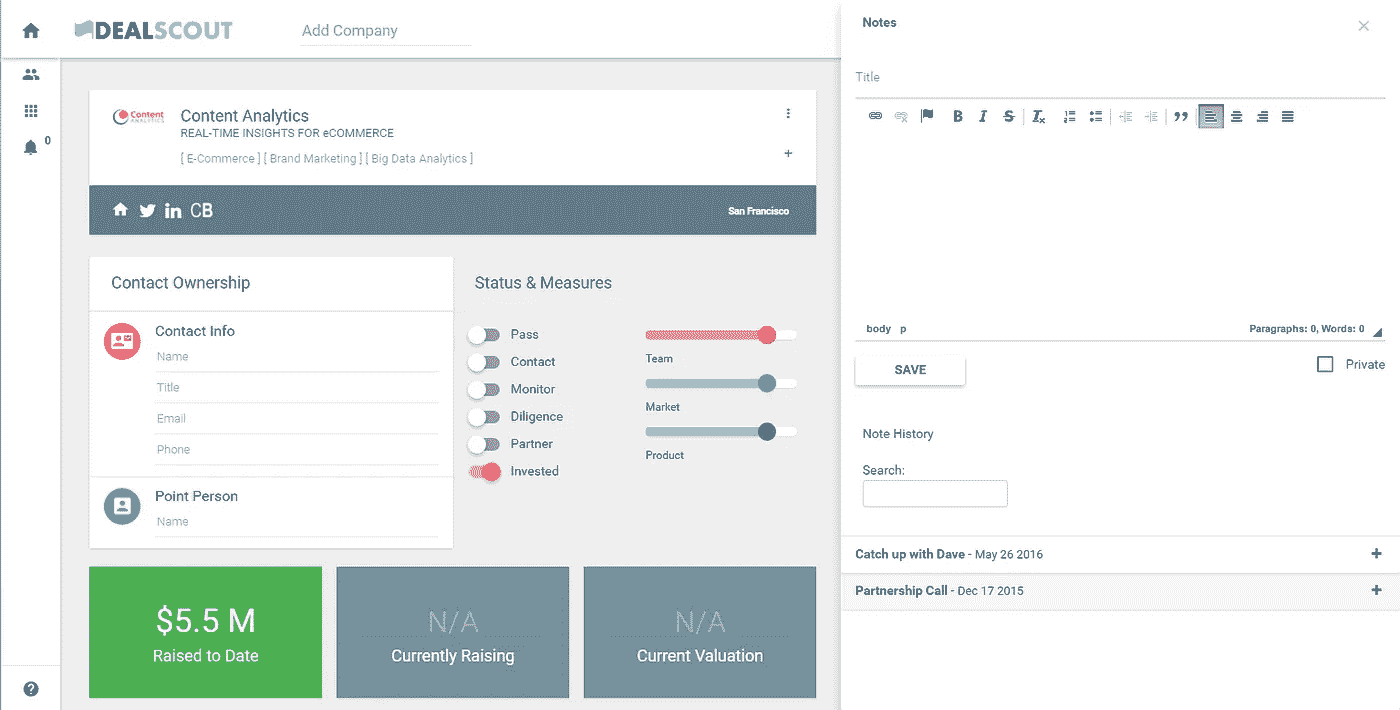 DEALSCOUT
Add Company
0
Content
ANALYTICS
Content Analytics
REAL-TIME INSIGHTS FOR eCOMMERCE
[ E-Commerce ] [ Brand Marketing ] [ Big Data Analytics ]
in CB
San Francisco
Contact Ownership
Contact Info
Name
Title
Email
Phone
Point Person
Name
Status & Measures
Pass
Contact
Monitor
Diligence
Partner
Invested
Team
Market
Product
$5.5 M
Raised to Date
N/A
Currently Raising
N/A
Current Valuation
Notes
Title
B I S Ix
body p
Paragraphs: 0, Words: 0
SAVE
Private
Note History
Search:
Catch up with Dave - May 26 2016
Partnership Call - Dec 17 2015